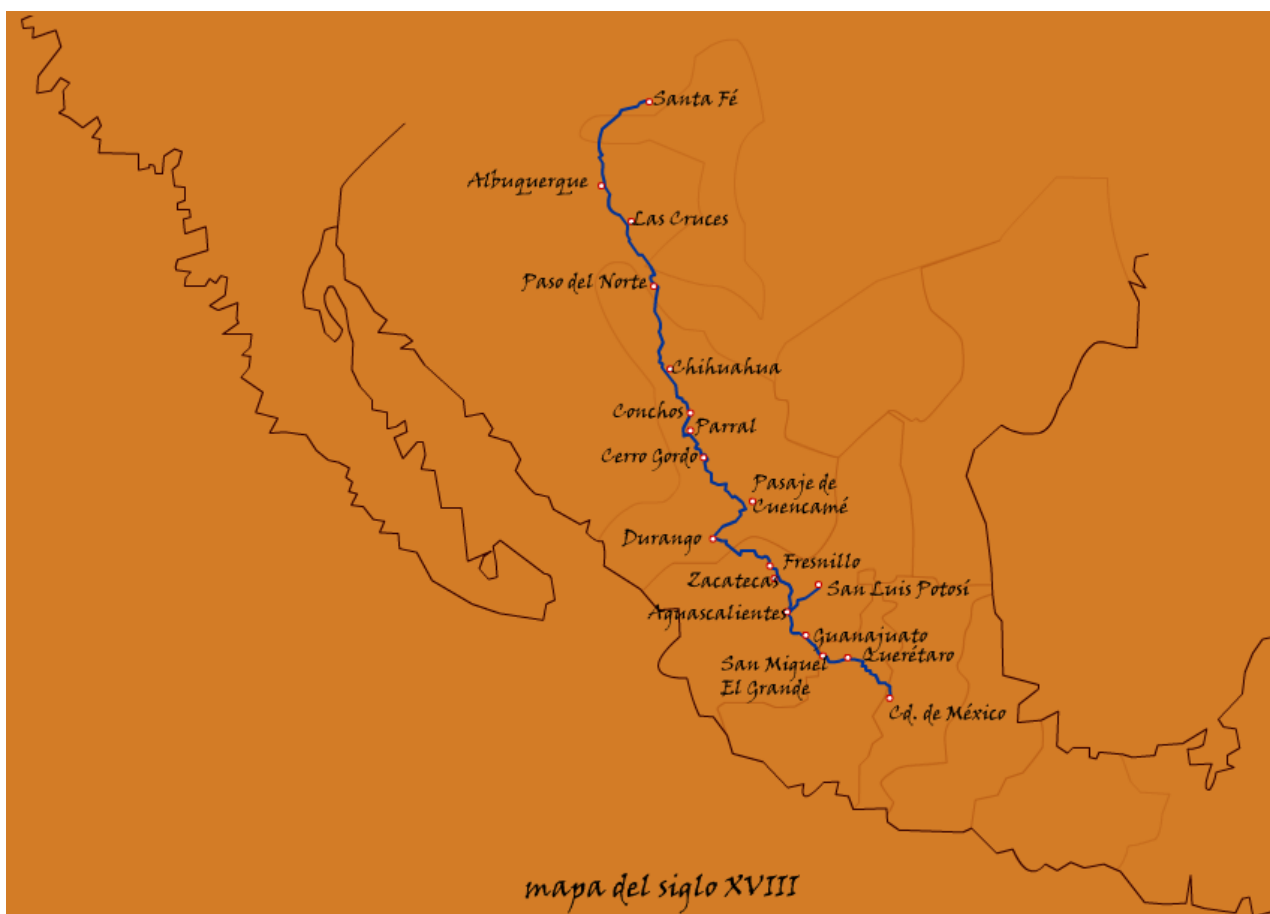 Santa Fé
Albuquerque
Las Cruces
Paso del Norte
Chihuahua
Conchos
Parral
Cerro Gordo
Pasaje de
Cuencamé
Durango
Fresnillo
Zacatecas
San Luis Potosí
Aguascalientes
Guanajuato
Querétaro
San Miguel
El Grande
Cd. de México
mapa del siglo XVIII